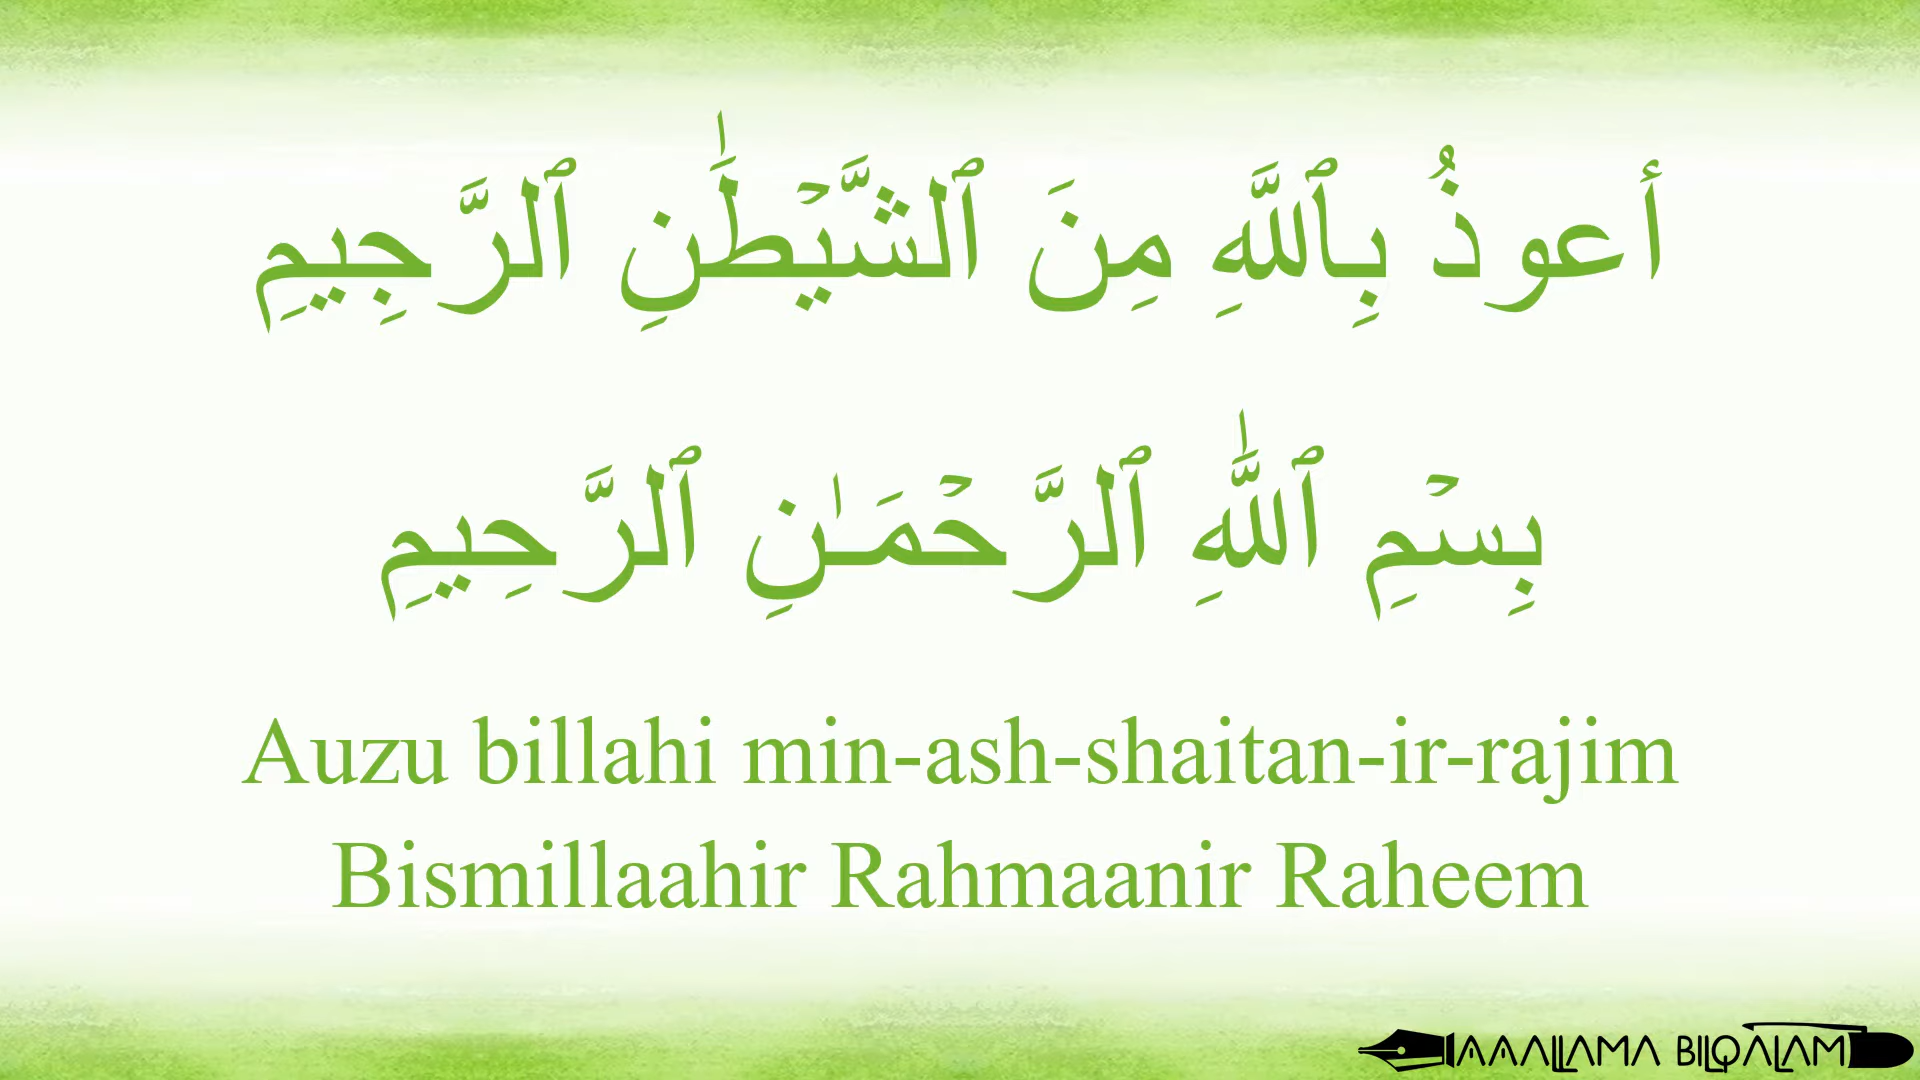 أعوذُ بِٱللَّهِ مِنَ ٱلشَّيۡطَٰنِ ٱلرَّجِيمِ
بِسۡمِ ٱللَّٰهِ ٱلرَّحۡمَـٰنِ ٱلرَّحِيمِ
Auzu billahi min-ash-shaitan-ir-rajim
Bismillaahir Rahmaanir Raheem
AAALLAMA BILQALAM